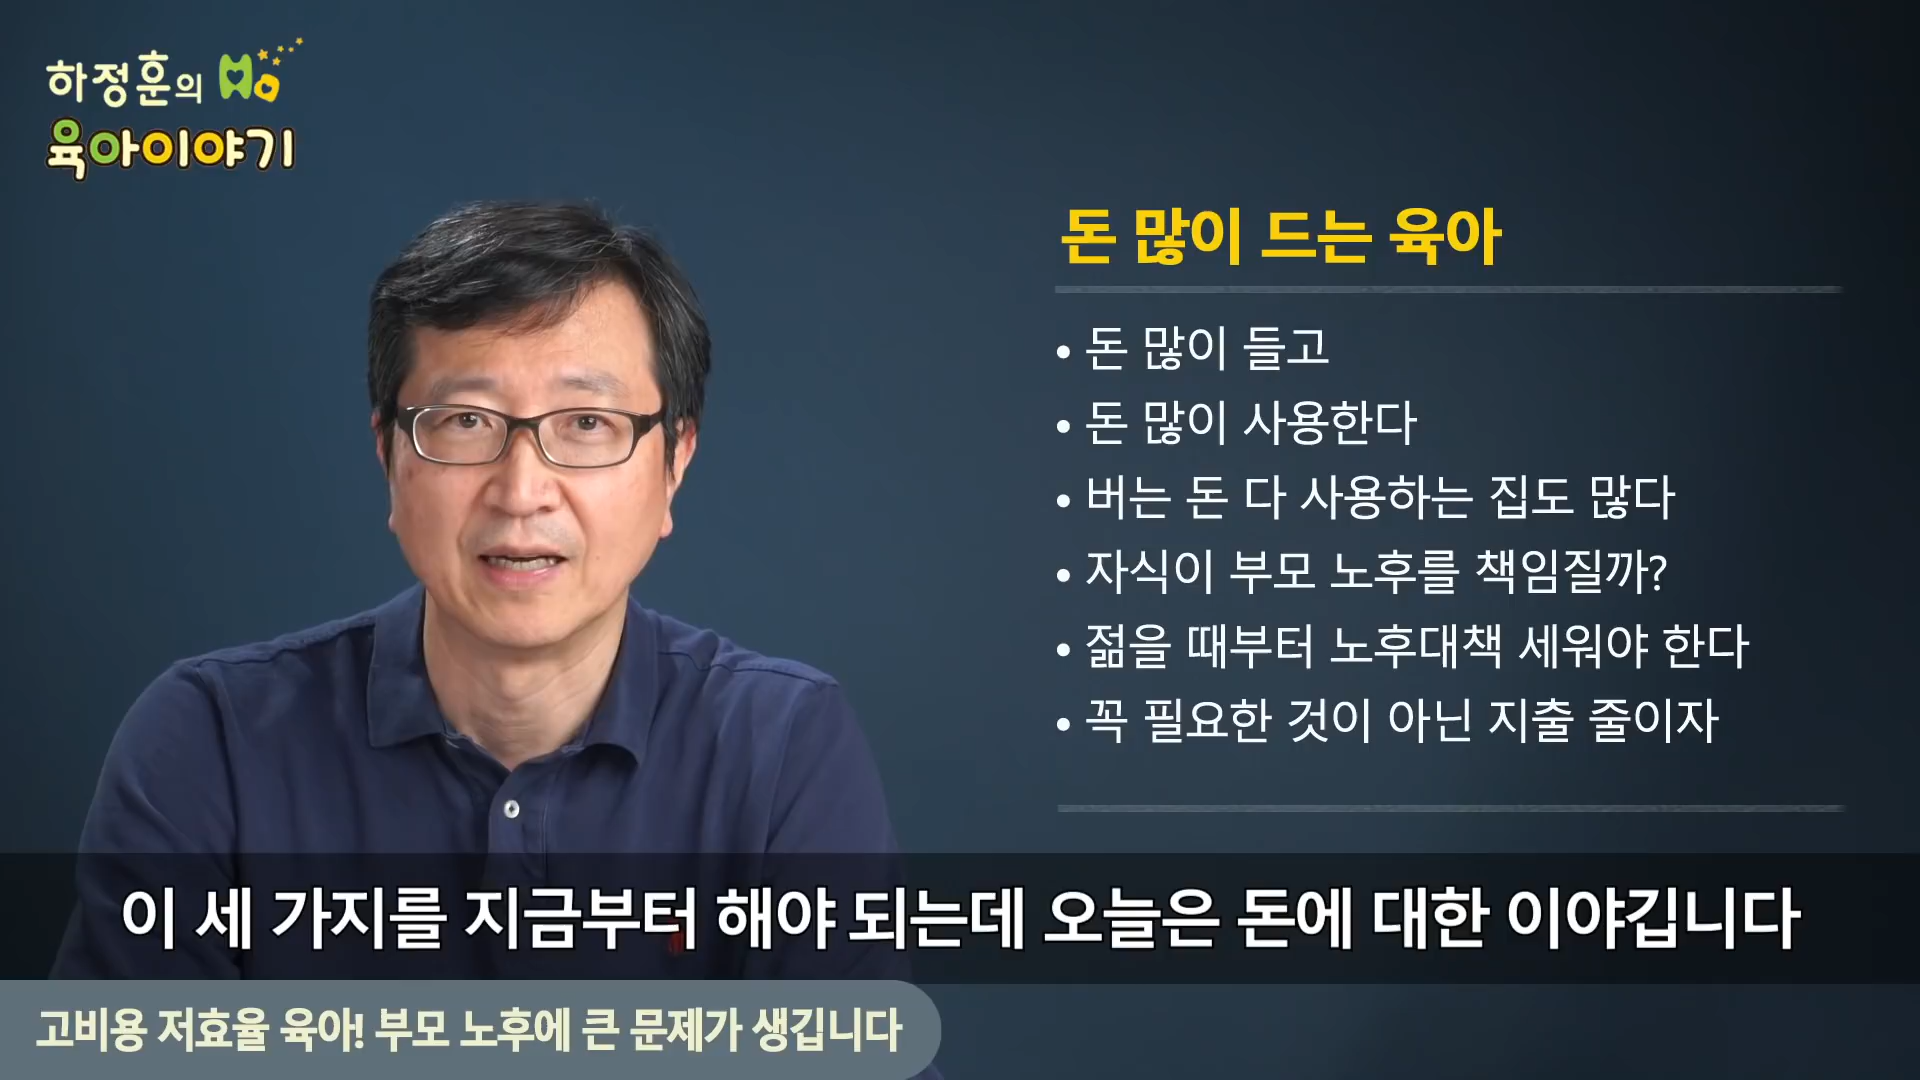 하정훈의
육아이야기
돈 많이 드는 육아
• 돈 많이 들고
• 돈 많이 사용한다
• 버는 돈 다 사용하는 집도 많다
• 자식이 부모 노후를 책임질까?
• 젊을 때부터 노후대책 세워야 한다
• 꼭 필요한 것이 아닌 지출 줄이자
이 세 가지를 지금부터 해야 되는데 오늘은 돈에 대한 이야깁니다
고비용 저효율 육아! 부모 노후에 큰 문제가 생깁니다